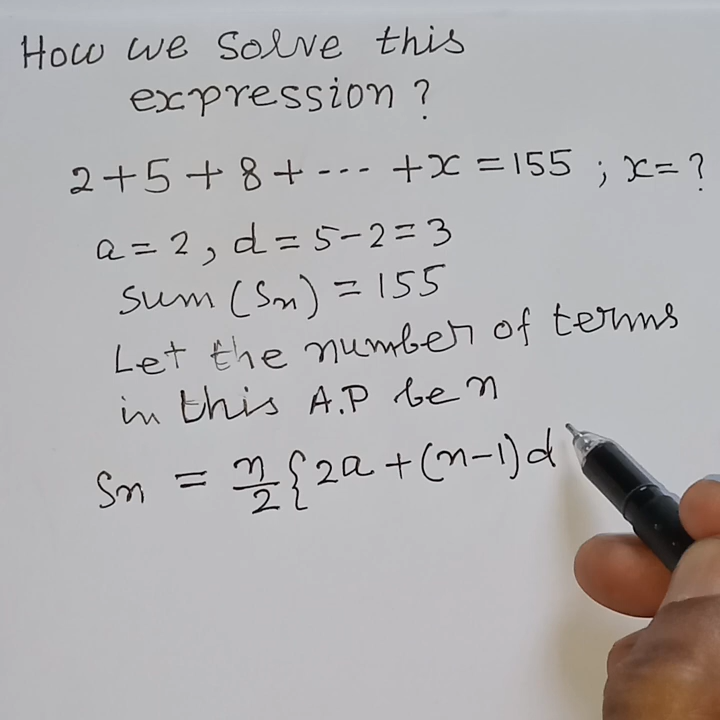 How we solve this
expression?
2+5+8+---+x=155 ; x=?
a=2, d=5-2=3
Sum (Sn) = 155
Let the number of terms
in this A.P be n
Sn = n/2 {2a+(n-1)d